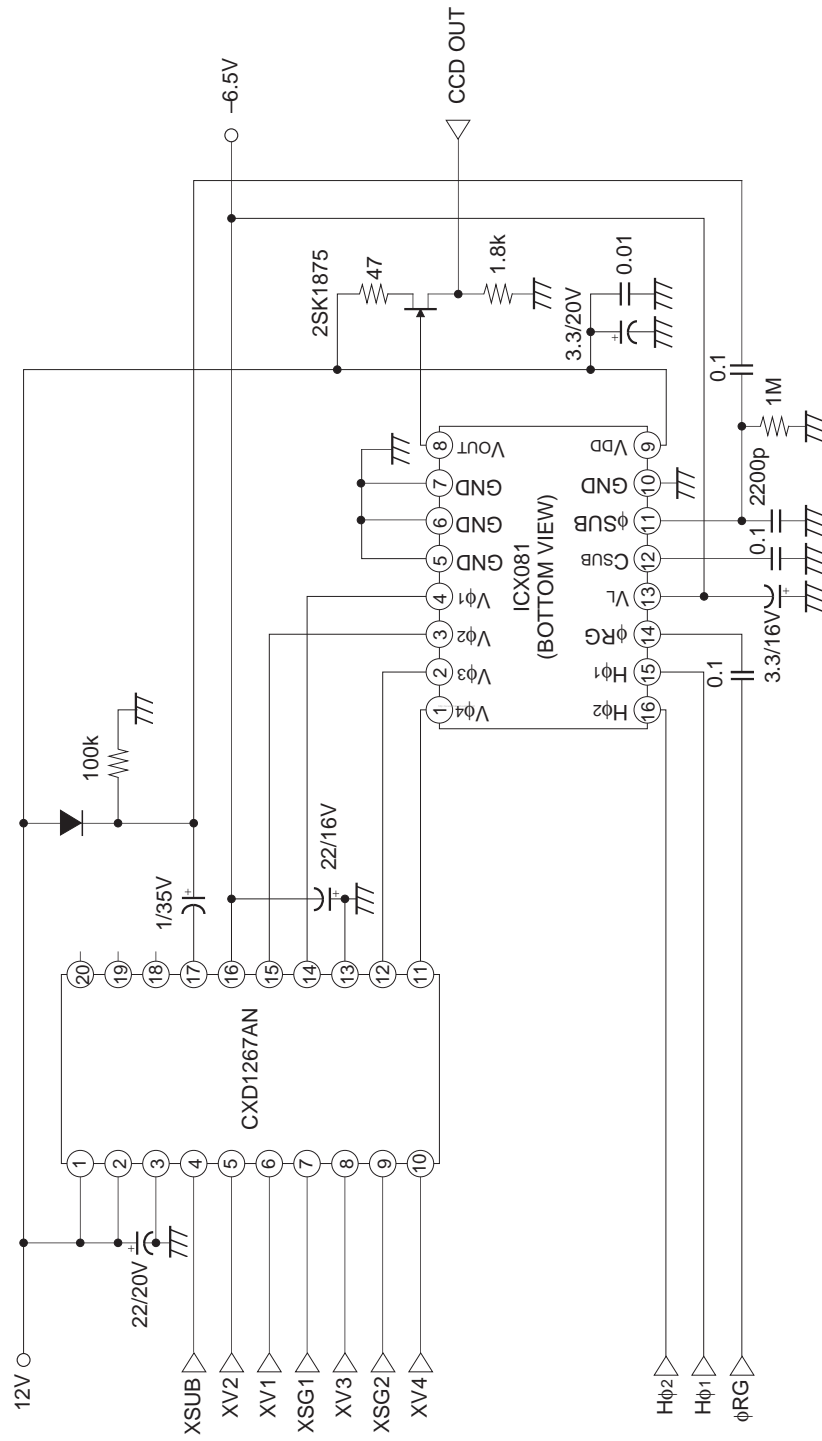 12V
22/20V
XSUB
XV2
XV1
XSG1
XV3
XSG2
XV4
1
2
3
4
5
6
7
8
9
10
CXD1267AN
20
19
18
17
16
15
14
13
12
11
1/35V
100k
22/16V
–6.5V
CCD OUT
2SK1875
47
1.8k
3.3/20V
0.01
1
2
3
4
5
6
7
8
Vϕ4
Vϕ3
Vϕ2
Vϕ1
GND
GND
GND
VOUT
ICX081
(BOTTOM VIEW)
Hϕ2
Hϕ1
ϕRG
VL
CSUB
ϕSUB
GND
VDD
16
15
14
13
12
11
10
9
0.1
3.3/16V
0.1
2200p
1M
0.1
Hϕ2
Hϕ1
ϕRG